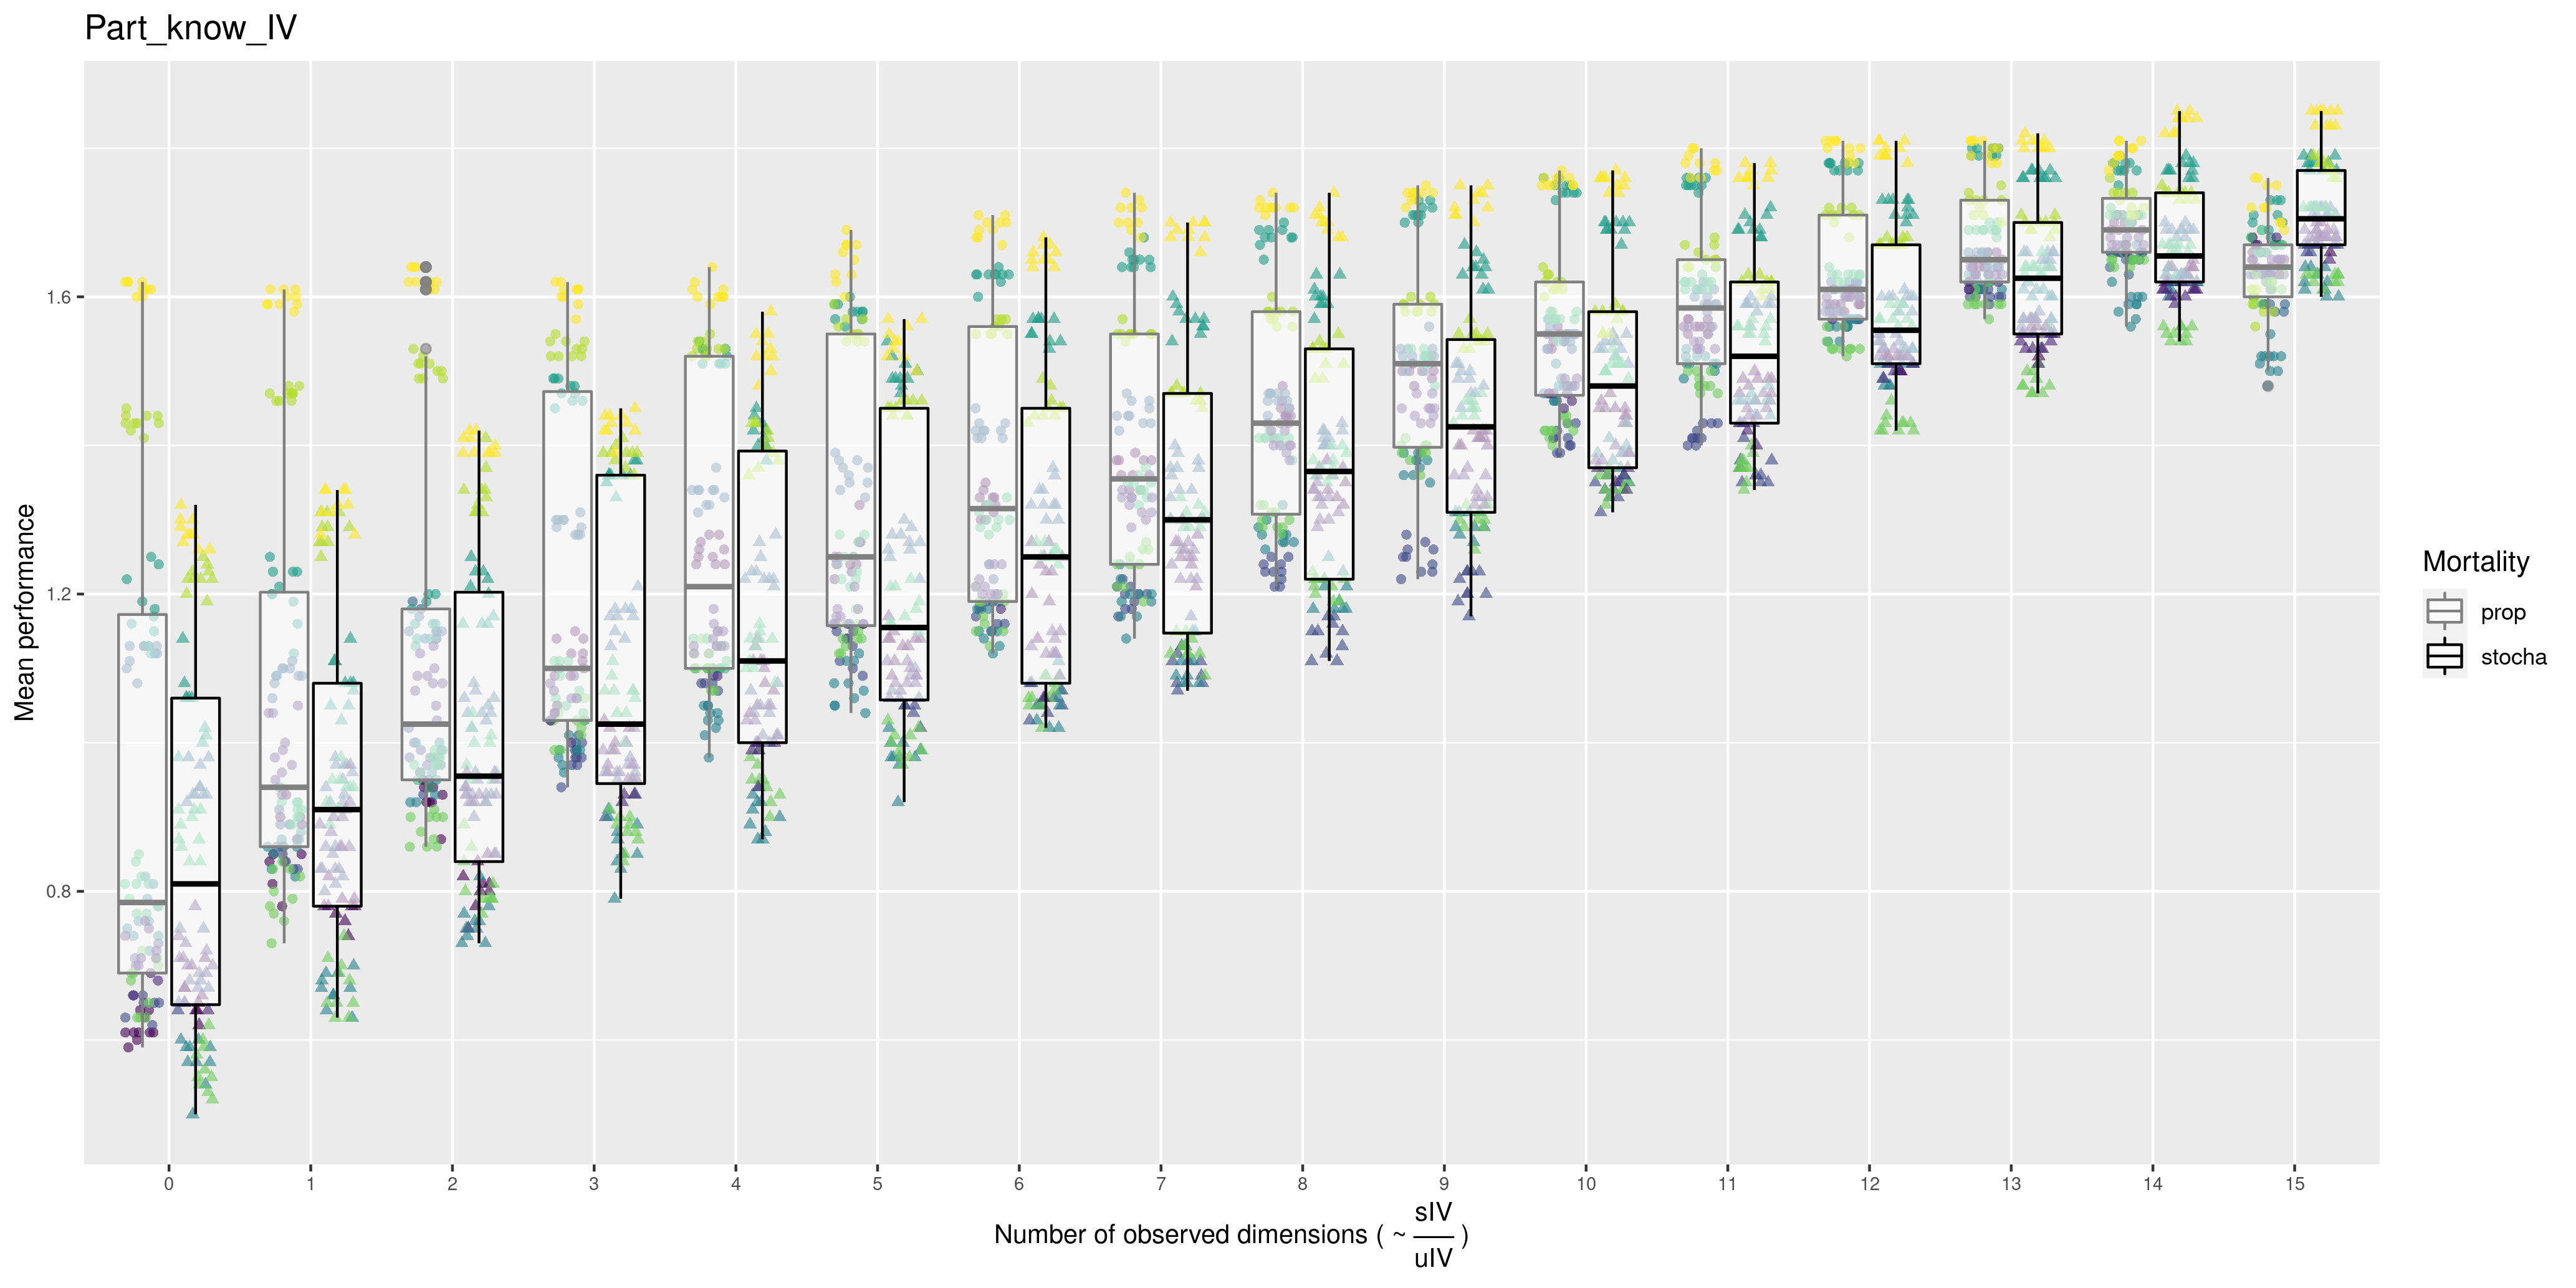 Part_know_IV
Mean performance
1.6
1.2
0.8
0 1 2 3 4 5 6 7 8 9 10 11 12 13 14 15
Number of observed dimensions ( ~ sIV
uIV )
Mortality
prop
stocha